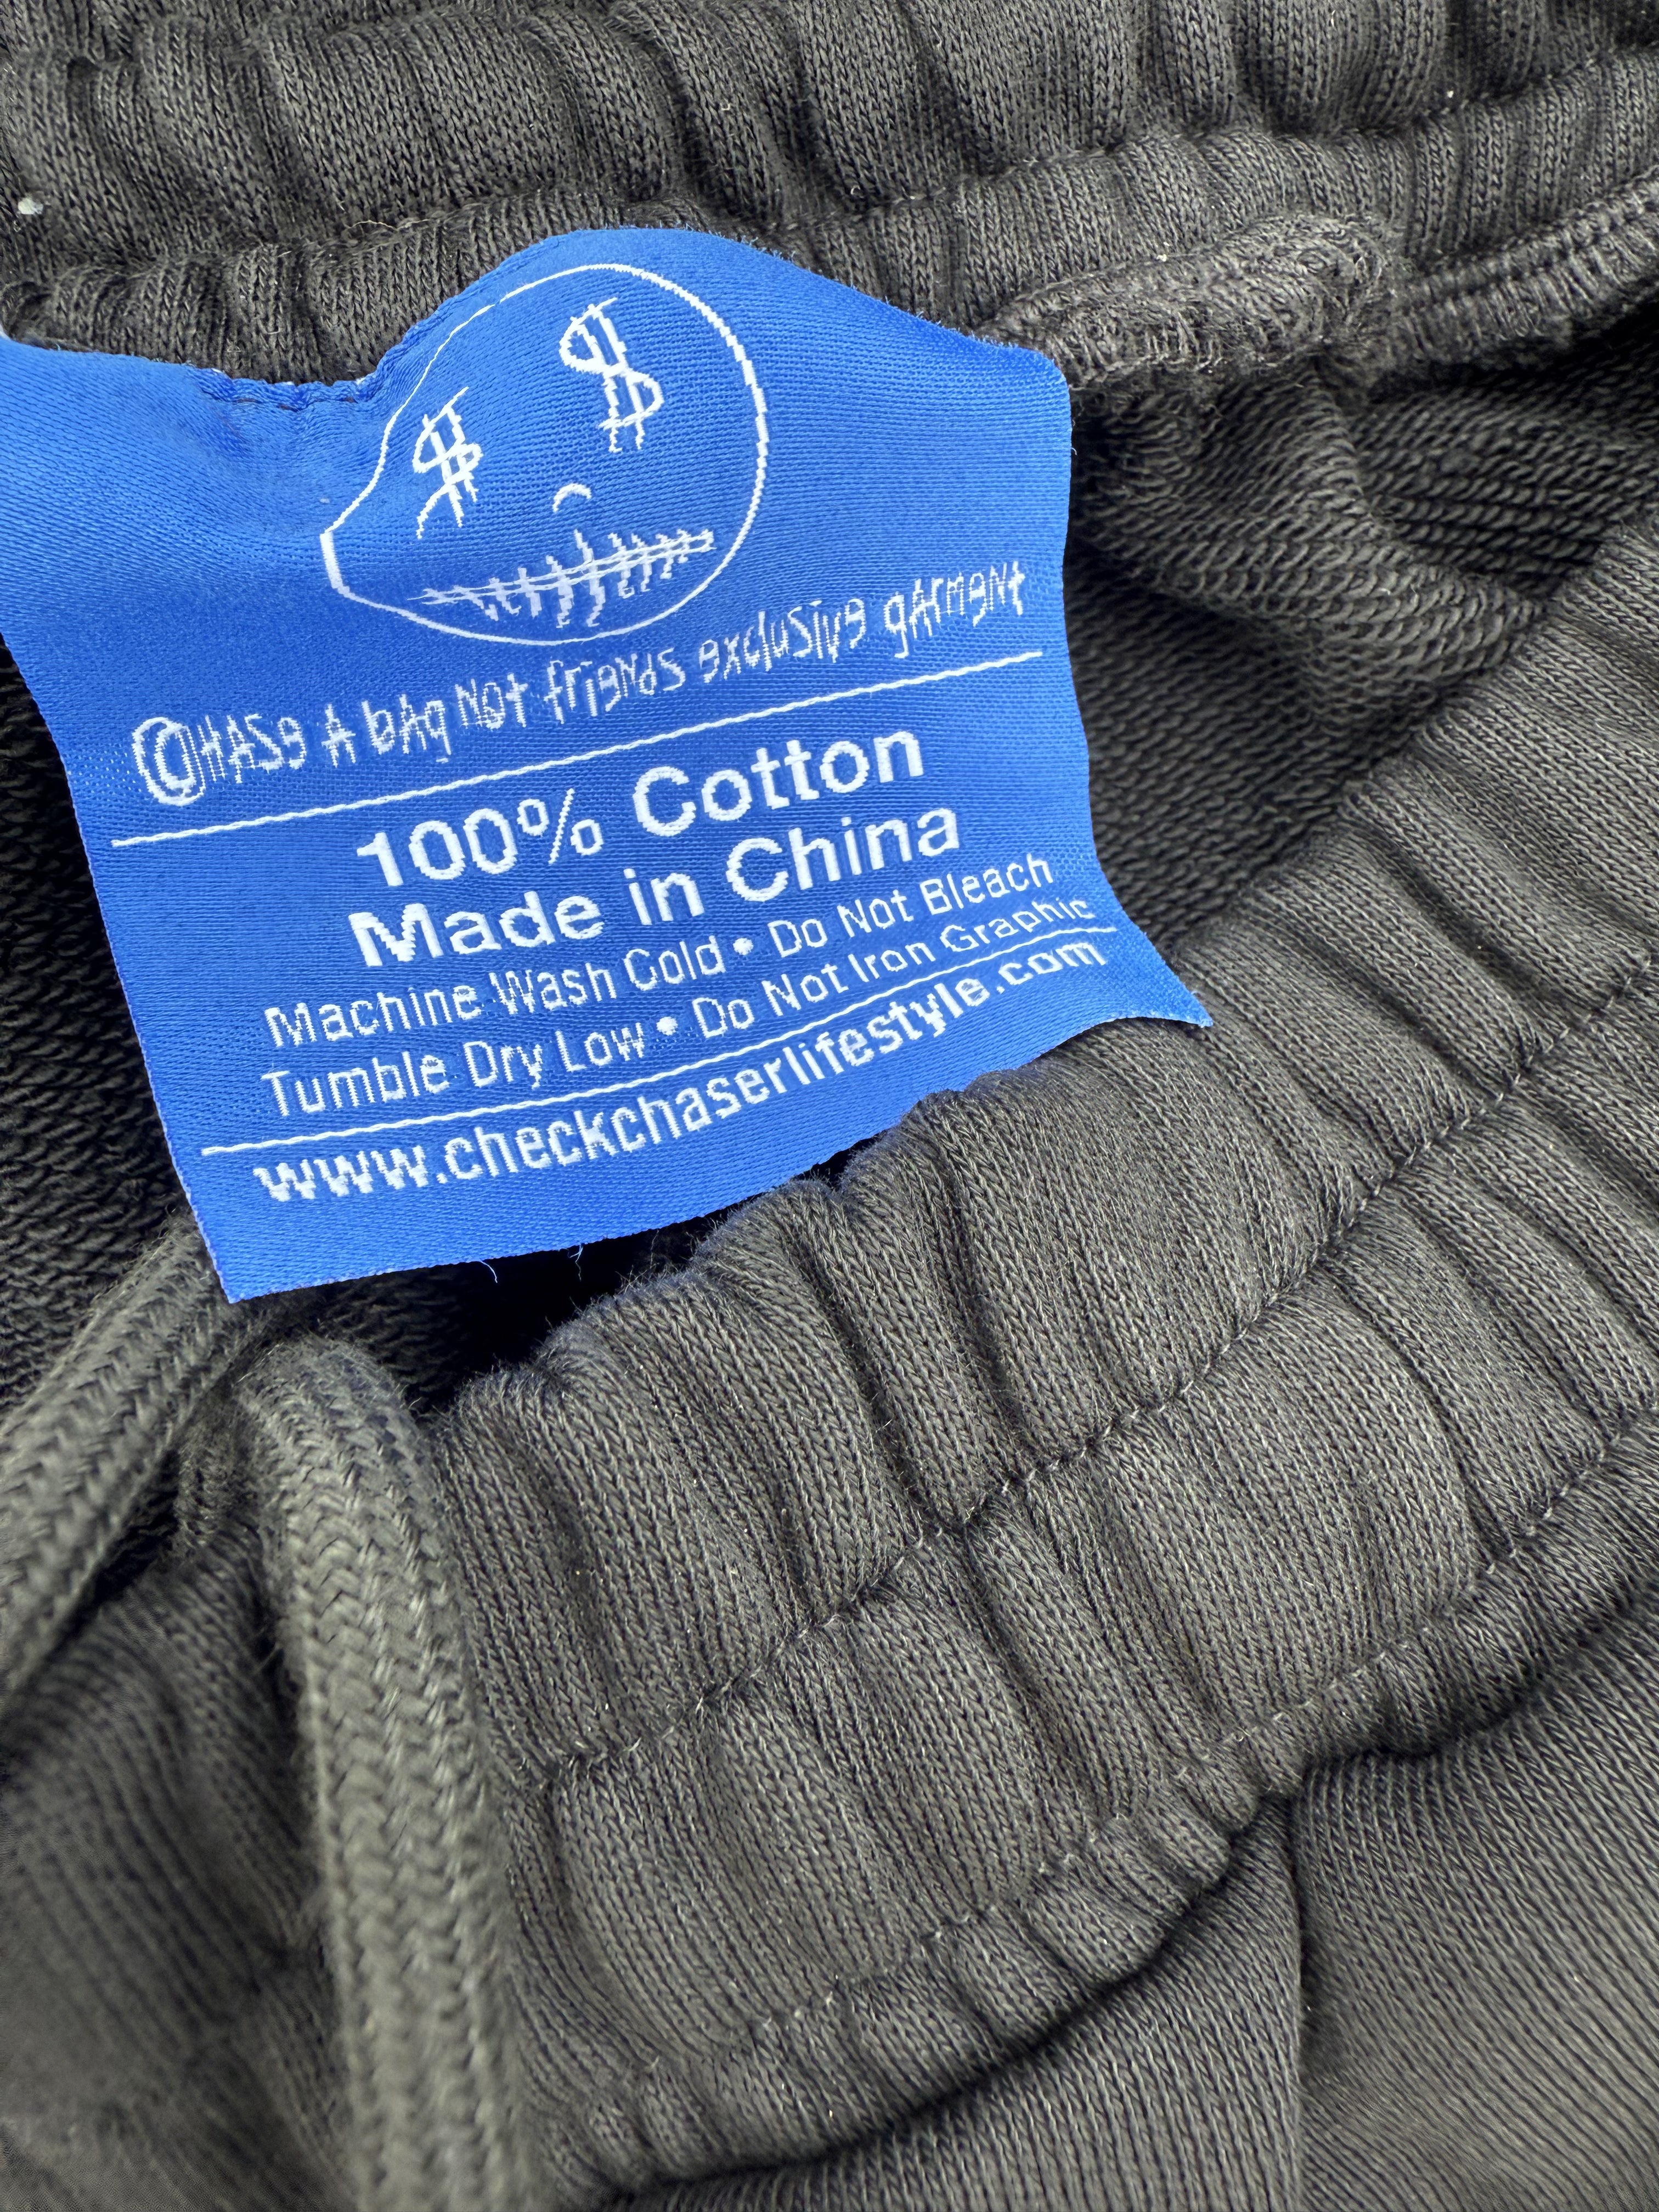 ©HASe A bAg Not friends exclusive gArment
100% Cotton
Made in China
Machine Wash Cold • Do Not Bleach
Tumble Dry Low • Do Not Iron Graphic
www.checkchaserlifestyle.com